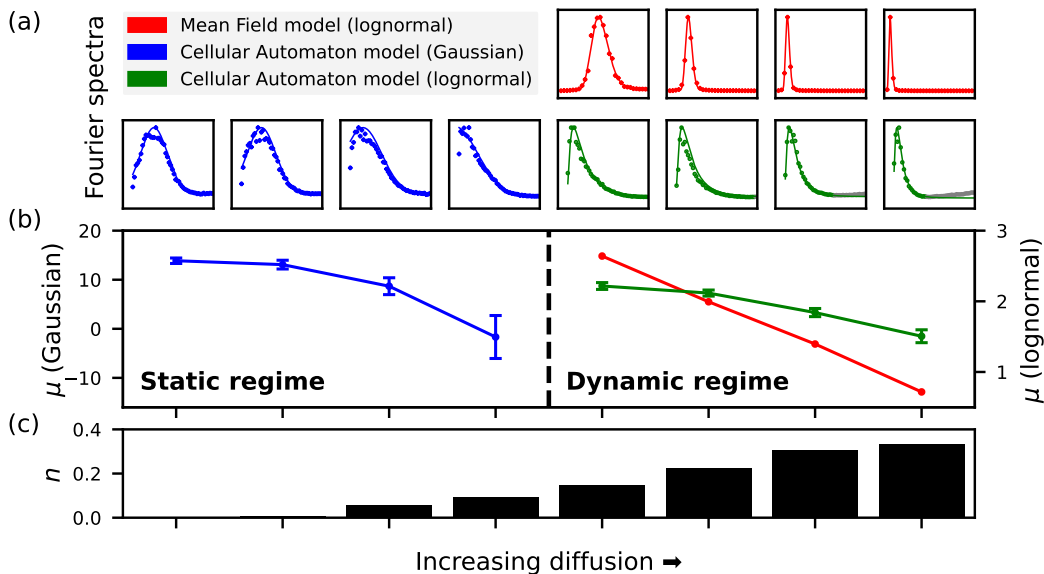 (a)
Fourier spectra
Mean Field model (lognormal)
Cellular Automaton model (Gaussian)
Cellular Automaton model (lognormal)
(b)
μ (Gaussian)
20
10
0
−10
Static regime
Dynamic regime
3
2
1
μ (lognormal)
(c)
n
0.4
0.2
0.0
Increasing diffusion ➡